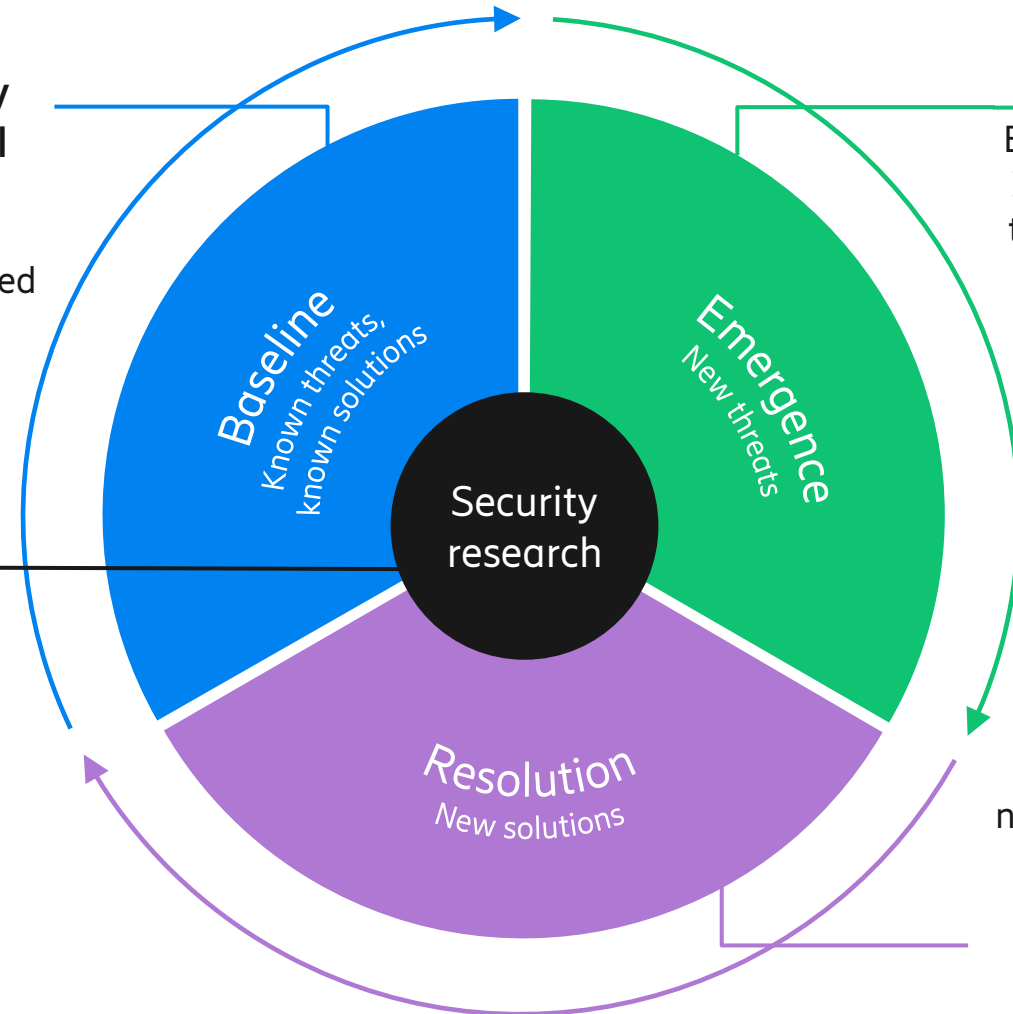 ed
Baseline
Known threats,
known solutions
Emergence
New threats
Security
research
Resolution
New solutions